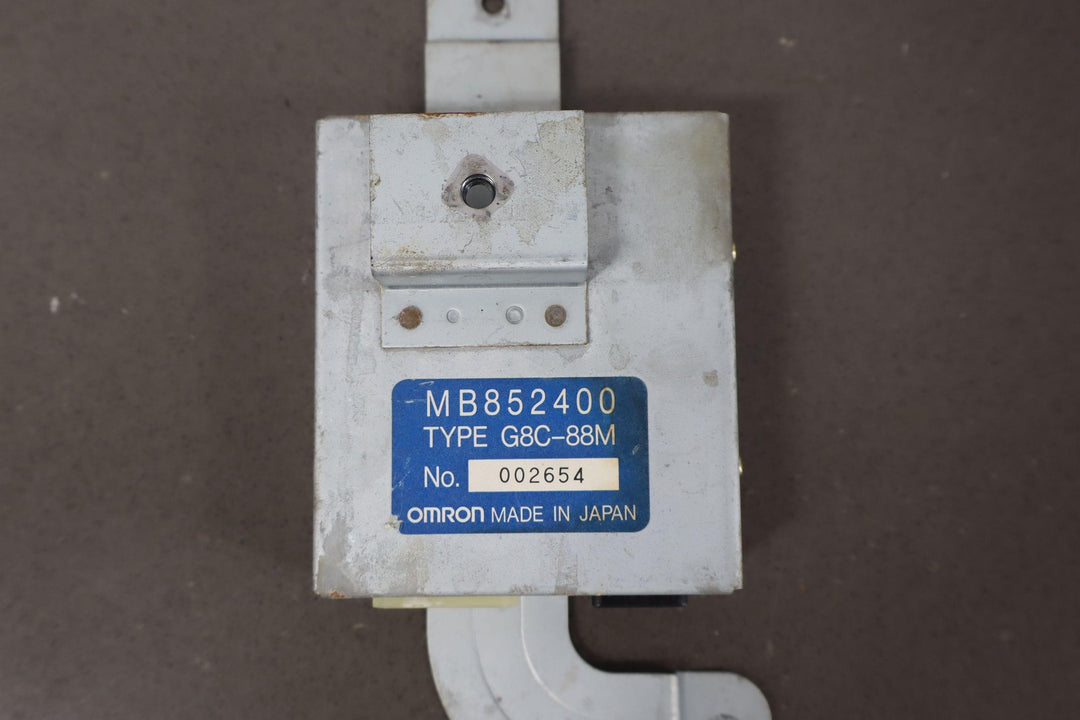 MB852400
TYPE G8C-88M
No. 002654
OMRON MADE IN JAPAN